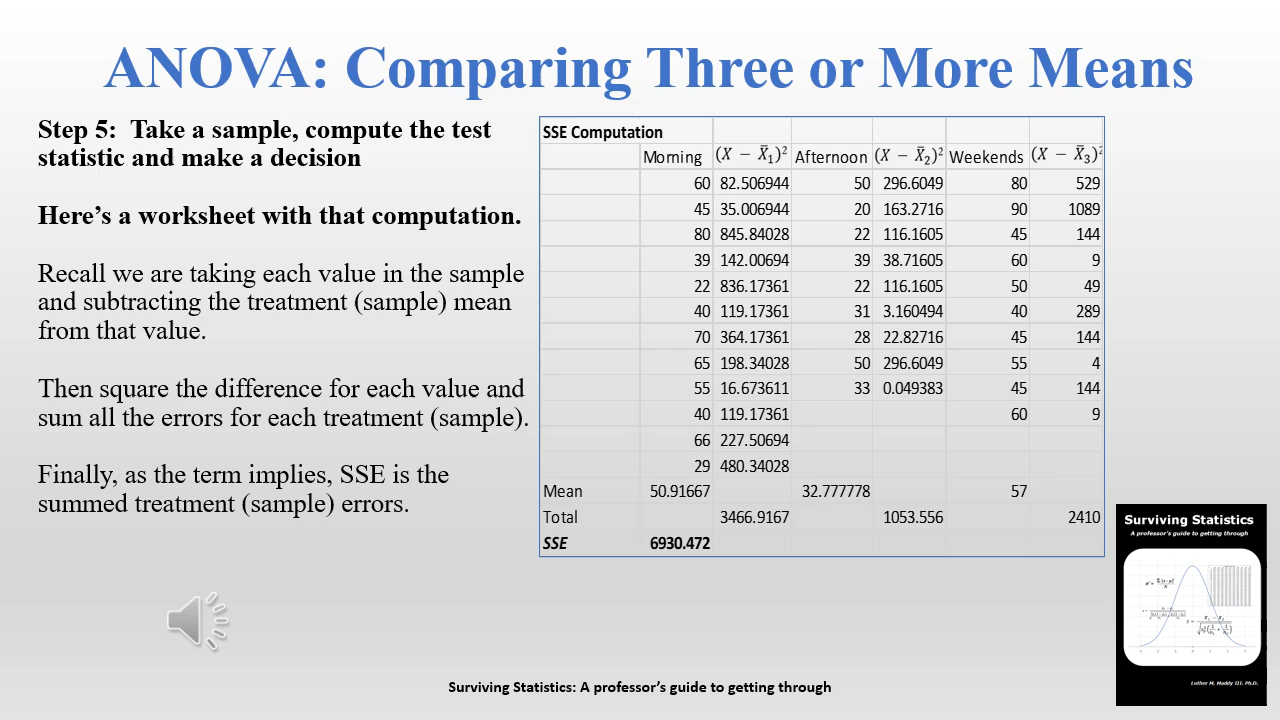 ANOVA: Comparing Three or More Means
Step 5:  Take a sample, compute the test
statistic and make a decision
Here’s a worksheet with that computation.
Recall we are taking each value in the sample
and subtracting the treatment (sample) mean
from that value.
Then square the difference for each value and
sum all the errors for each treatment (sample).
Finally, as the term implies, SSE is the
summed treatment (sample) errors.
SSE Computation
Morning (X − X̄₁)² Afternoon (X − X̄₂)² Weekends (X − X̄₃)²
60 82.506944 50 296.6049 80 529
45 35.006944 20 163.2716 90 1089
80 845.84028 22 116.1605 45 144
39 142.00694 39 38.71605 60 9
22 836.17361 22 116.1605 50 49
40 119.17361 31 3.160494 40 289
70 364.17361 28 22.82716 45 144
65 198.34028 50 296.6049 55 4
55 16.673611 33 0.049383 45 144
40 119.17361 60 9
66 227.50694
29 480.34028
Mean 50.91667 32.777778 57
Total 3466.9167 1053.556 2410
SSE 6930.472
Surviving Statistics
A professor's guide to getting through
Luther M. Maddy III, Ph.D.
Surviving Statistics: A professor’s guide to getting through